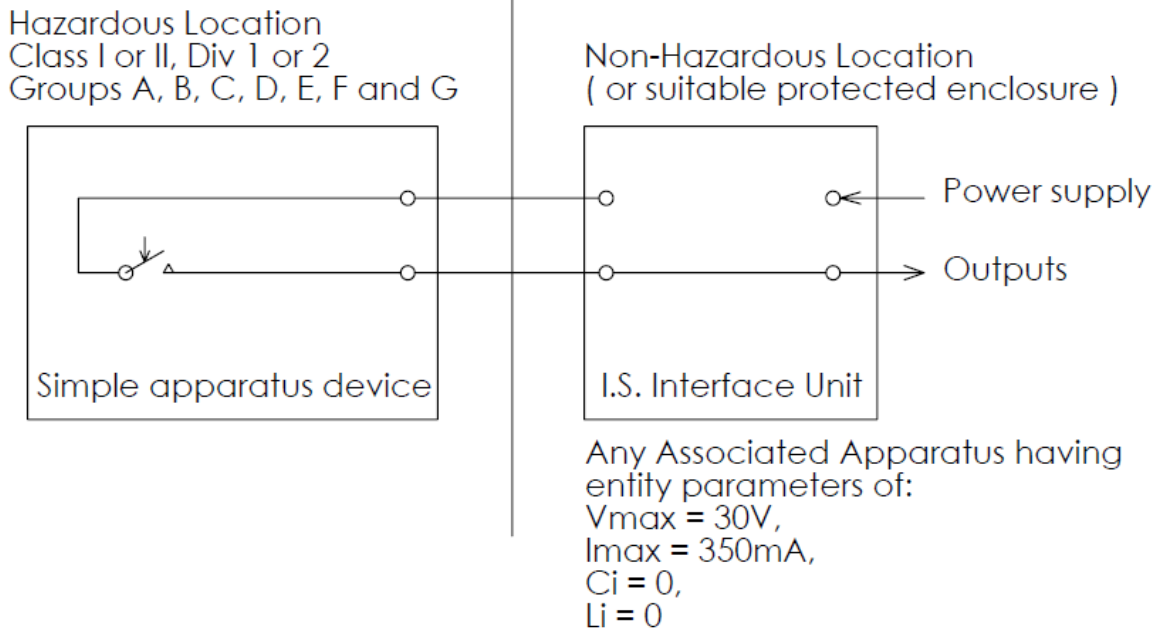 Hazardous Location
Class I or II, Div 1 or 2
Groups A, B, C, D, E, F and G
Non-Hazardous Location
( or suitable protected enclosure )
Power supply
Outputs
Simple apparatus device
I.S. Interface Unit
Any Associated Apparatus having
entity parameters of:
Vmax = 30V,
Imax = 350mA,
Ci = 0,
Li = 0